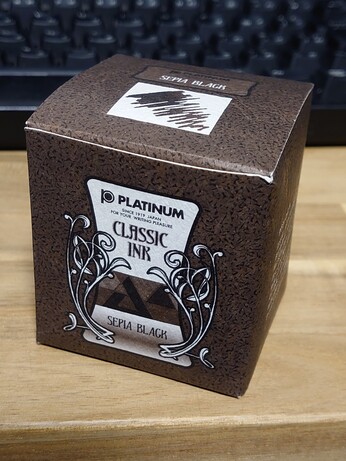 SEPIA BLACK
PLATINUM
SINCE 1919 JAPAN
FOR YOUR WRITING PLEASURE
CLASSIC
INK
SEPIA BLACK